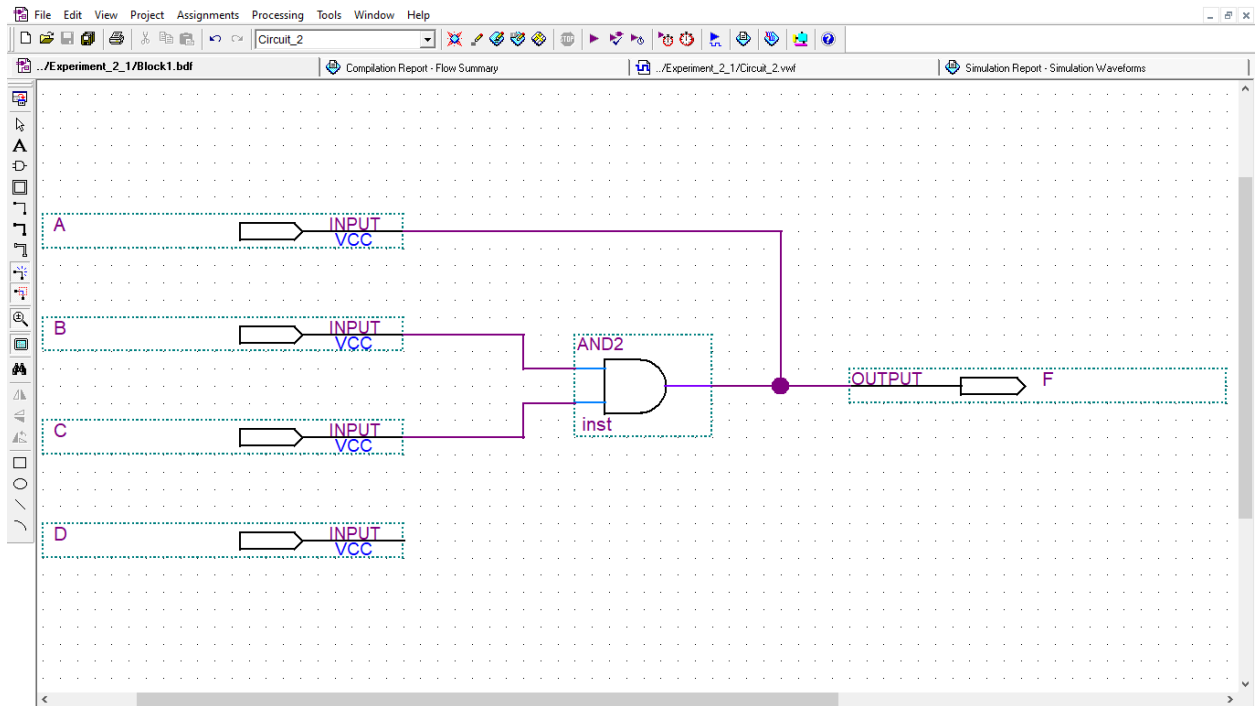 File Edit View Project Assignments Processing Tools Window Help
Circuit_2
../Experiment_2_1/Block1.bdf Compilation Report - Flow Summary ../Experiment_2_1/Circuit_2.vwf Simulation Report - Simulation Waveforms
A INPUT
VCC
B INPUT
VCC
AND2
OUTPUT F
inst
C INPUT
VCC
D INPUT
VCC